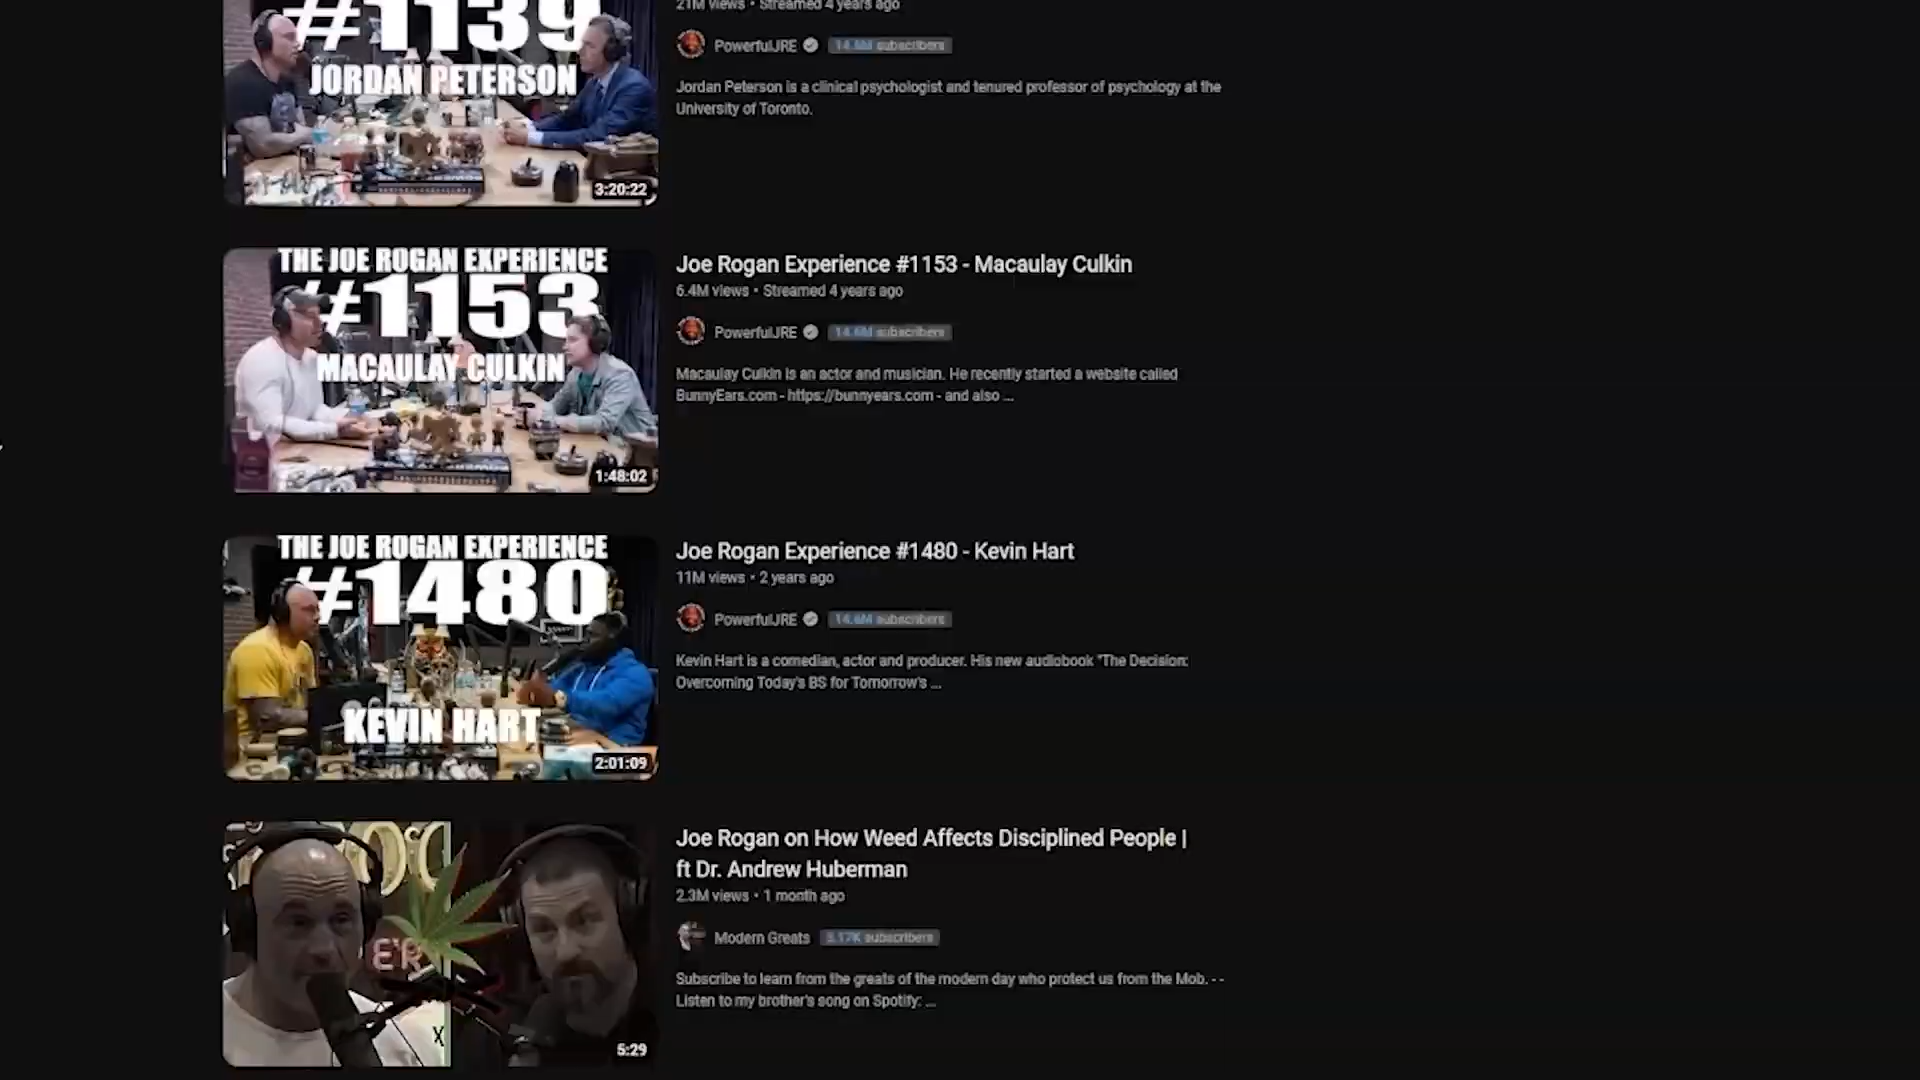 #1139
JORDAN PETERSON
3:20:22
21M views • Streamed 4 years ago
PowerfulJRE
14.6M subscribers
Jordan Peterson is a clinical psychologist and tenured professor of psychology at the
University of Toronto.
THE JOE ROGAN EXPERIENCE
#1153
MACAULAY CULKIN
1:48:02
Joe Rogan Experience #1153 - Macaulay Culkin
6.4M views • Streamed 4 years ago
PowerfulJRE
14.6M subscribers
Macaulay Culkin is an actor and musician. He recently started a website called
BunnyEars.com - https://bunnyears.com - and also ...
THE JOE ROGAN EXPERIENCE
#1480
KEVIN HART
2:01:09
Joe Rogan Experience #1480 - Kevin Hart
11M views • 2 years ago
PowerfulJRE
14.6M subscribers
Kevin Hart is a comedian, actor and producer. His new audiobook "The Decision:
Overcoming Today's BS for Tomorrow's ...
ER
X
5:29
Joe Rogan on How Weed Affects Disciplined People |
ft Dr. Andrew Huberman
2.3M views • 1 month ago
Modern Greats
subscribers
Subscribe to learn from the greats of the modern day who protect us from the Mob. - -
Listen to my brother's song on Spotify: ...